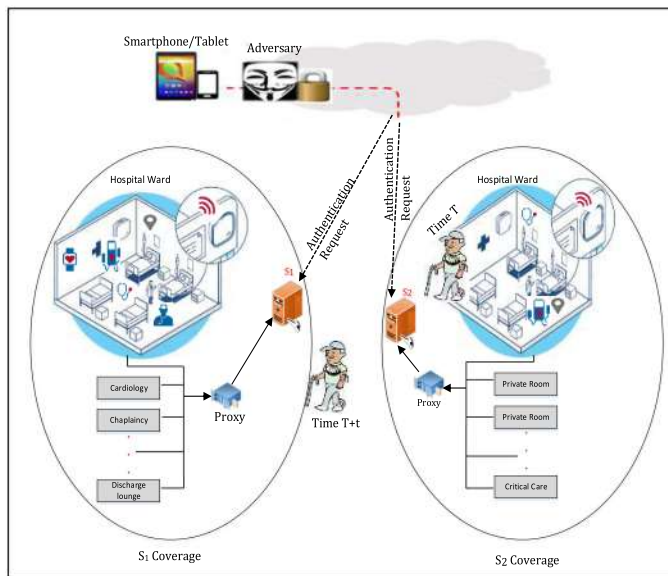 Smartphone/Tablet
Adversary
Hospital Ward
Authentication
Request
S1
Cardiology
Chaplaincy
Discharge
lounge
Proxy
Time T+t
S1 Coverage
Authentication
Request
Time T
Hospital Ward
S2
Proxy
Private Room
Private Room
Critical Care
S2 Coverage